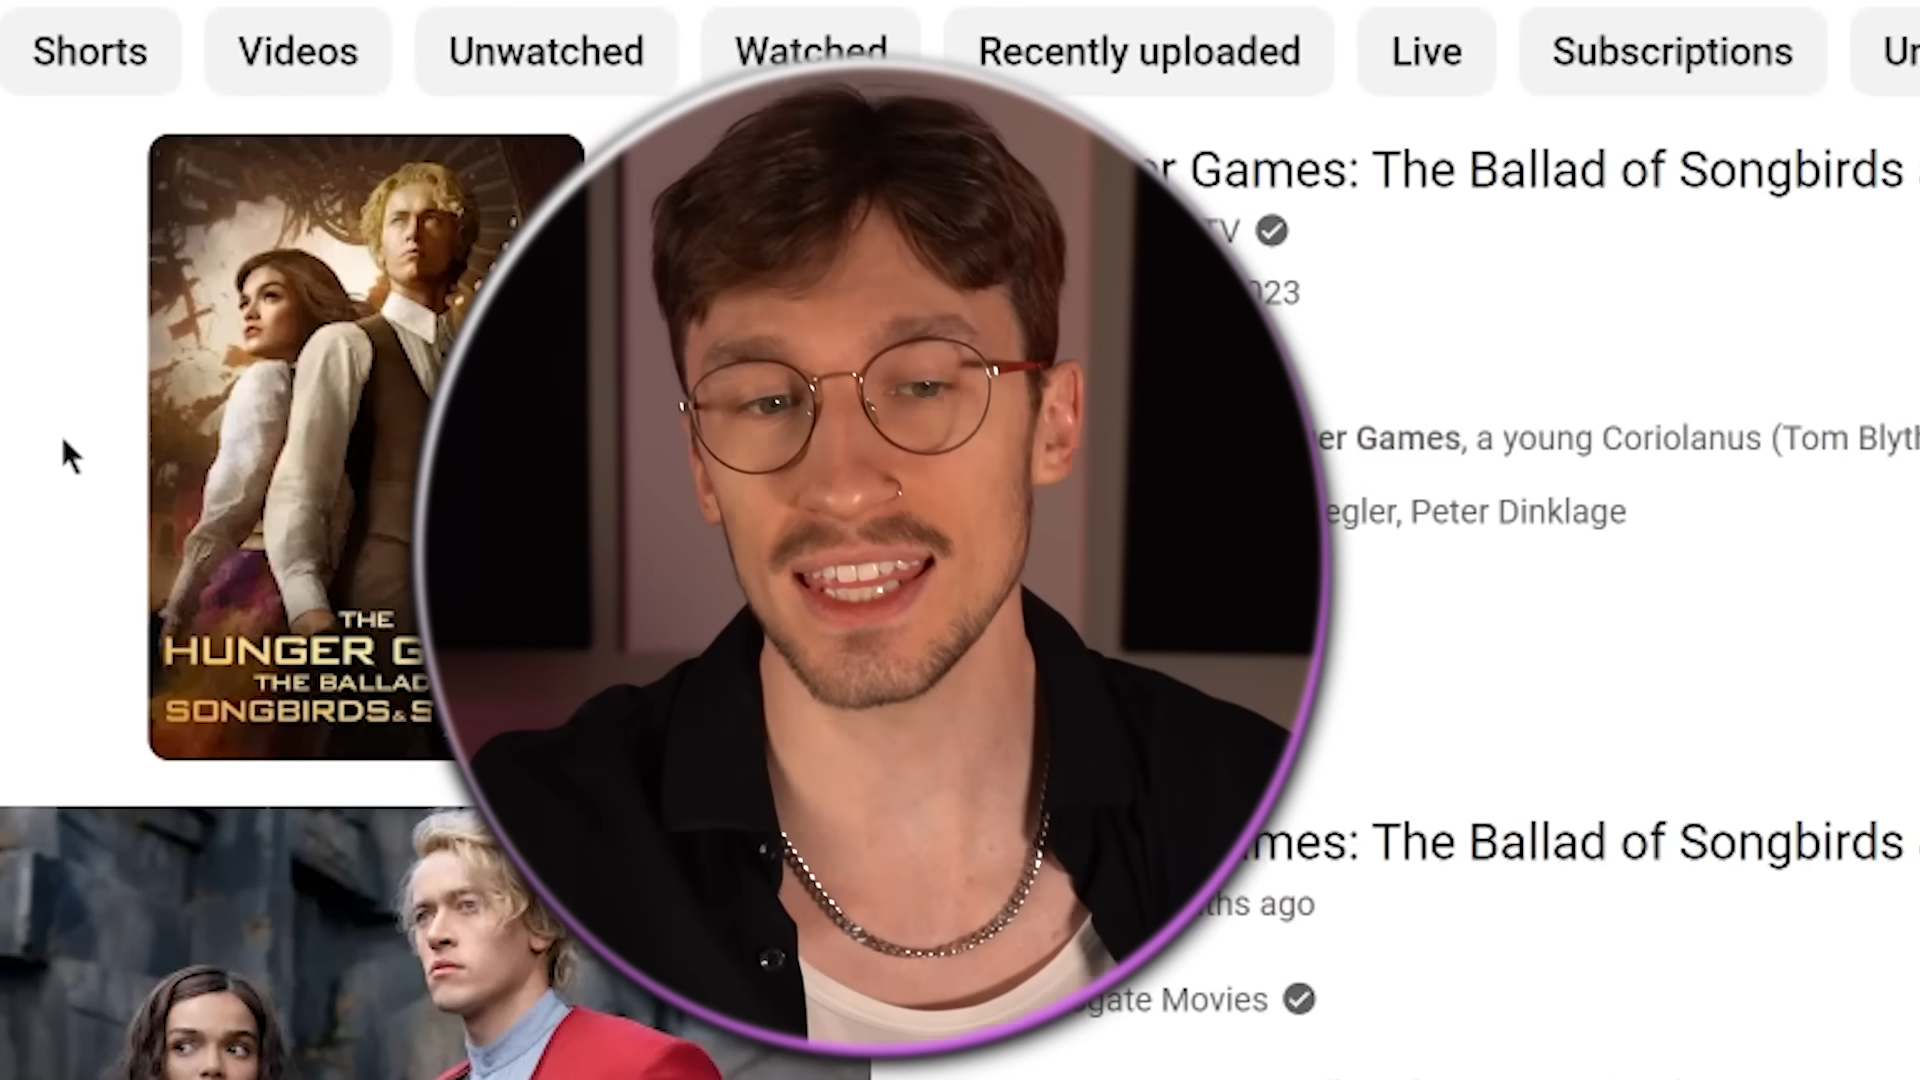 Shorts Videos Unwatched Watched Recently uploaded Live Subscriptions
Games: The Ballad of Songbirds
TV
023
er Games, a young Coriolanus (Tom Blyth
egler, Peter Dinklage
THE
HUNGER G
THE BALLAD
SONGBIRDS & S
mes: The Ballad of Songbirds
ths ago
gate Movies